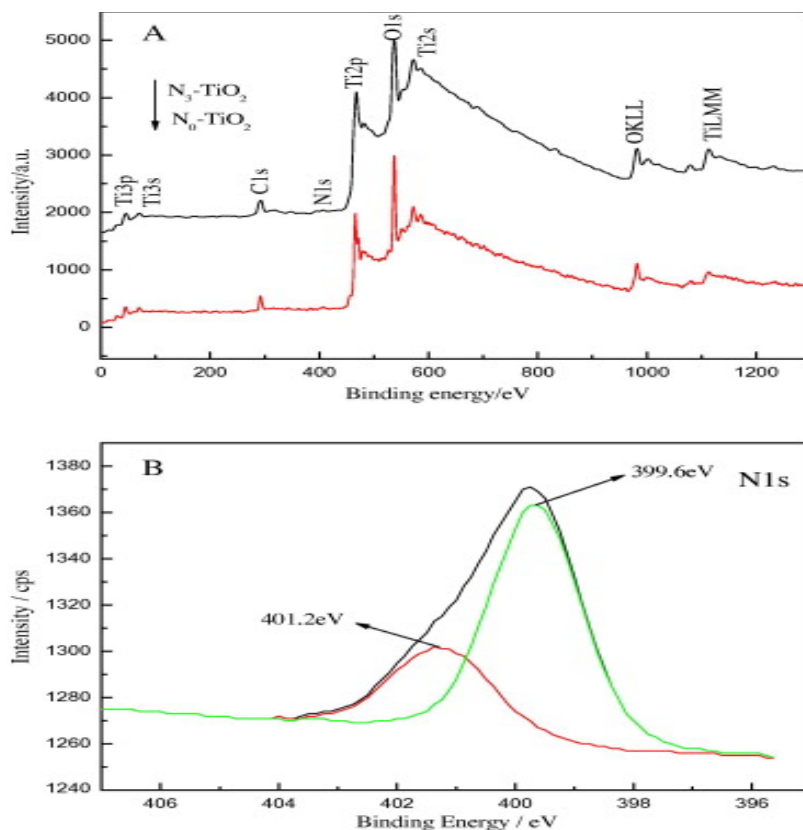 A
N₃-TiO₂
N₀-TiO₂
Ti3p
Ti3s
C1s
N1s
Ti2p
O1s
Ti2s
OKLL
TiLMM
5000
4000
3000
2000
1000
0
Intensity/a.u.
0 200 400 600 800 1000 1200
Binding energy/eV
B
N1s
399.6eV
401.2eV
1380
1360
1340
1320
1300
1280
1260
1240
Intensity / cps
406 404 402 400 398 396
Binding Energy / eV